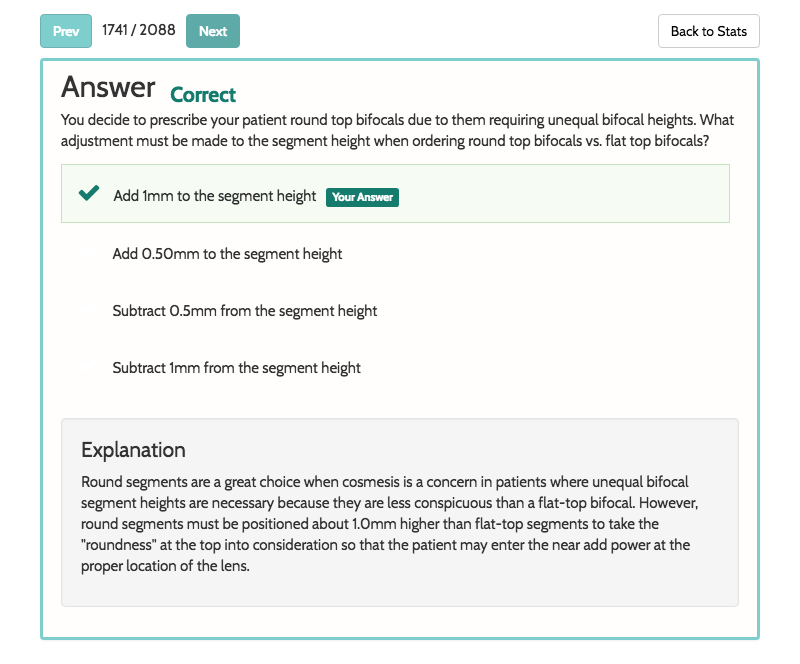 Prev 1741 / 2088 Next Back to Stats
Answer Correct
You decide to prescribe your patient round top bifocals due to them requiring unequal bifocal heights. What
adjustment must be made to the segment height when ordering round top bifocals vs. flat top bifocals?
Add 1mm to the segment height Your Answer
Add 0.50mm to the segment height
Subtract 0.5mm from the segment height
Subtract 1mm from the segment height
Explanation
Round segments are a great choice when cosmesis is a concern in patients where unequal bifocal
segment heights are necessary because they are less conspicuous than a flat-top bifocal. However,
round segments must be positioned about 1.0mm higher than flat-top segments to take the
"roundness" at the top into consideration so that the patient may enter the near add power at the
proper location of the lens.